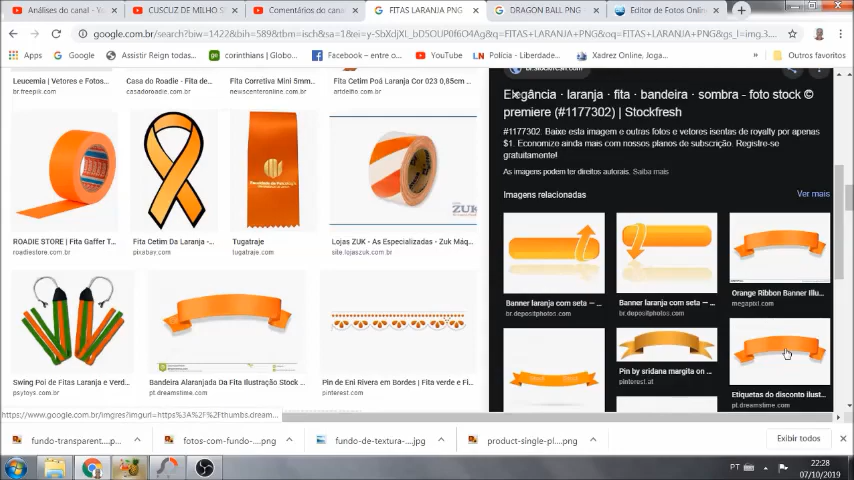 Análises do canal - Y
CUSCUZ DE MILHO S
Comentários do canal
FITAS LARANJA PNG
DRAGON BALL PNG
Editor de Fotos Onlin
google.com.br/search?biw=1422&bih=589&tbm=isch&sa=1&ei=
q=FITAS+LARANJA+PNG&oq=FITAS+LARANJA+PNG&gs_l=img.3
Apps
Google
Assistir Reign todos...
corinthians | Globo...
Facebook – entre o...
YouTube
Polícia - Liberdade...
Xadrez Online, Jogar...
Outros favoritos
Leucemia | Vetores e Fotos...
Casa do Roadie - Fita de...
Fita Corretiva Mini 5mm...
Fita Cetim Poá Laranja Cor 023 0,85cm
br.freepik.com
casadoroadie.com.br
newscenteronline.com.br
artdelho.com.br
br.stockfresh.com
Elegância · laranja · fita · bandeira · sombra - foto stock ©
premiere (#1177302) | Stockfresh
#1177302. Baixe esta imagem e outras fotos e vetores isentas de royalty por apenas
$1. Economize ainda mais com nossos planos de subscrição. Registre-se
gratuitamente!
As imagens podem ter direitos autorais. Saiba mais
Imagens relacionadas
Ver mais
ZUK
ROADIE STORE | Fita Gaffer T...
Fita Cetim Da Laranja -...
Tugatraje
Lojas ZUK - As Especializadas - Zuk Máq...
roadiestore.com.br
pixabay.com
tugatraje.com
site.lojaszuk.com.br
Banner laranja com seta — ...
br.depositphotos.com
Banner laranja com seta — ...
br.depositphotos.com
Orange Ribbon Banner Illu...
megapixl.com
Swing Poi de Fitas Laranja e Verd...
Bandeira Alaranjada Da Fita Ilustração Stock ...
Pin de Eni Rivera em Bordes | Fita verde e Fi...
psytoys.com.br
pt.dreamstime.com
pinterest.com
Pin by sridana margita on ...
pinterest.at
Etiquetas do disconto ilust...
pt.dreamstime.com
https://www.google.com.br/imgres?imgurl=https%3A%2F%2Fthumbs.dream...
fundo-transparent....png
fotos-com-fundo-....png
fundo-de-textura-....jpg
product-single-pl....png
Exibir todos
PT
22:28
07/10/2019